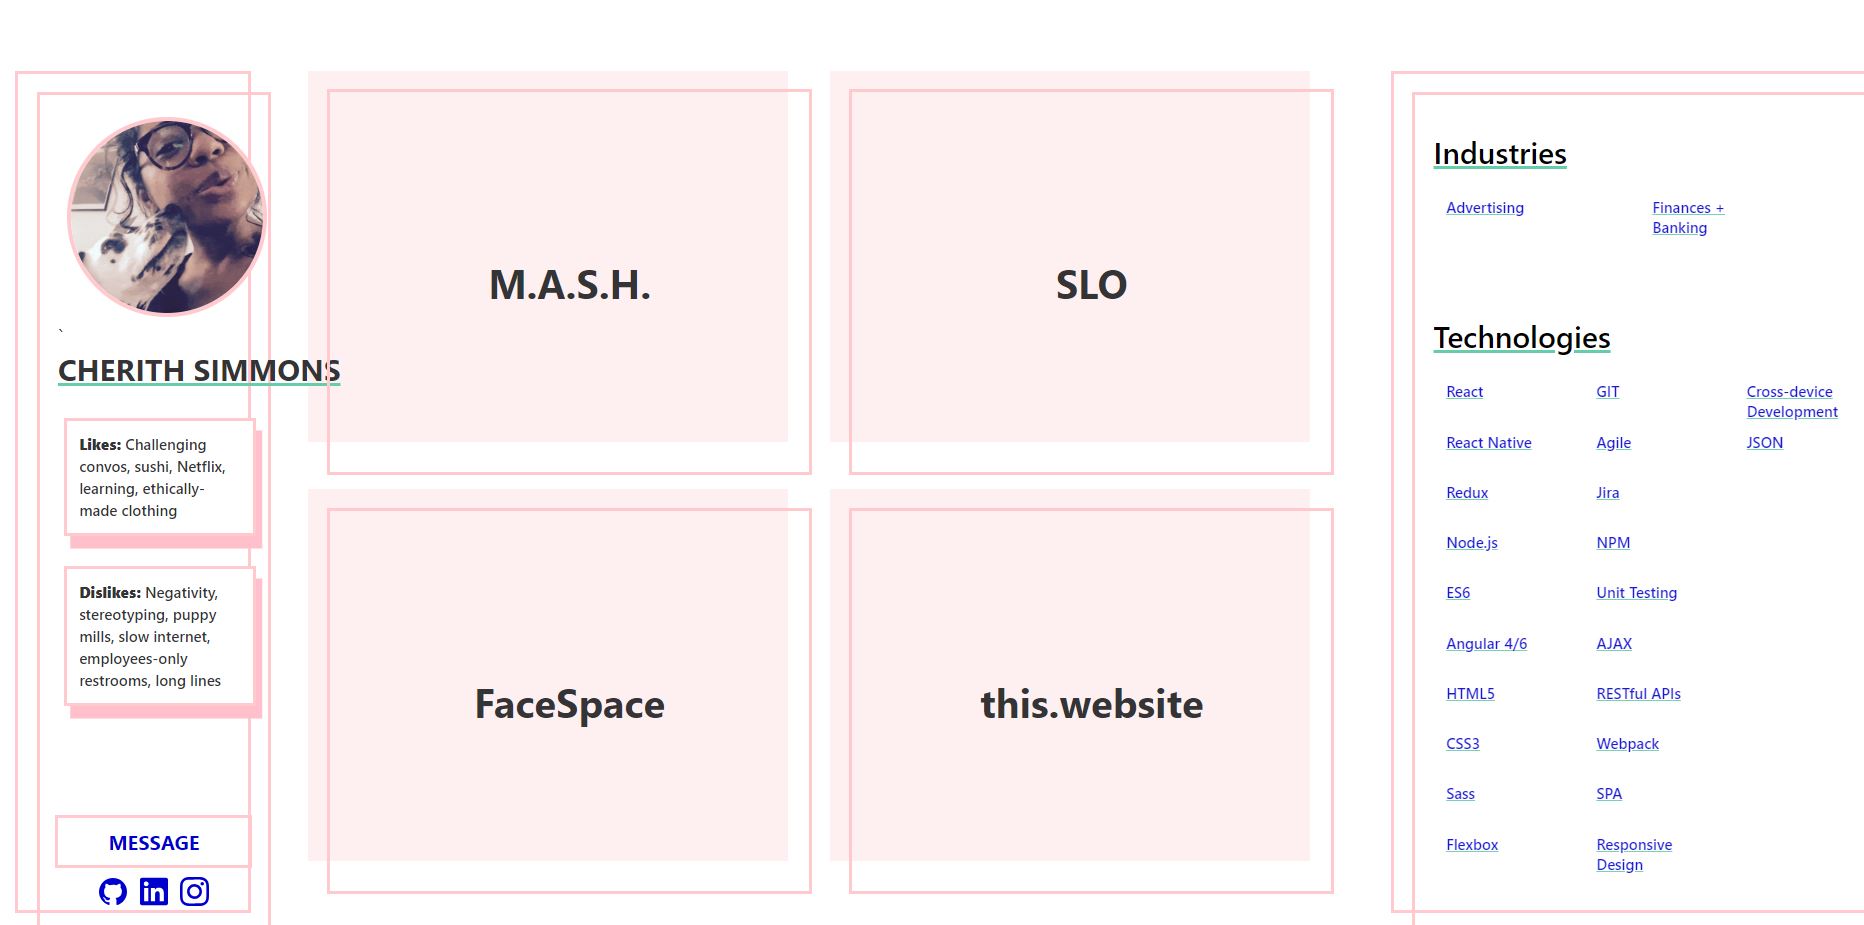 `
CHERITH SIMMONS
Likes: Challenging
convos, sushi, Netflix,
learning, ethically-
made clothing
Dislikes: Negativity,
stereotyping, puppy
mills, slow internet,
employees-only
restrooms, long lines
MESSAGE
in
M.A.S.H.
SLO
FaceSpace
this.website
Industries
Advertising
Finances +
Banking
Technologies
React
GIT
Cross-device
Development
React Native
Agile
JSON
Redux
Jira
Node.js
NPM
ES6
Unit Testing
Angular 4/6
AJAX
HTML5
RESTful APIs
CSS3
Webpack
Sass
SPA
Flexbox
Responsive
Design